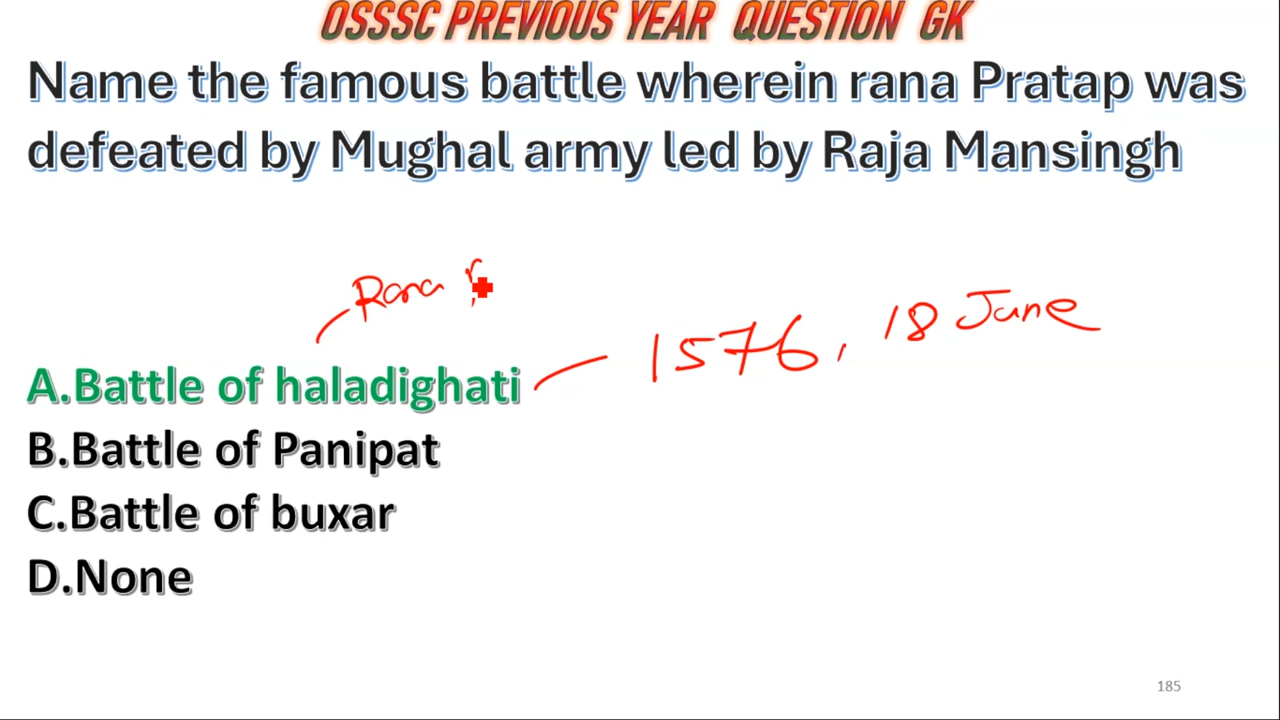 OSSSC PREVIOUS YEAR QUESTION GK
Name the famous battle wherein rana Pratap was
defeated by Mughal army led by Raja Mansingh
Rana
1576, 18 June
A.Battle of haladighati
B.Battle of Panipat
C.Battle of buxar
D.None
185